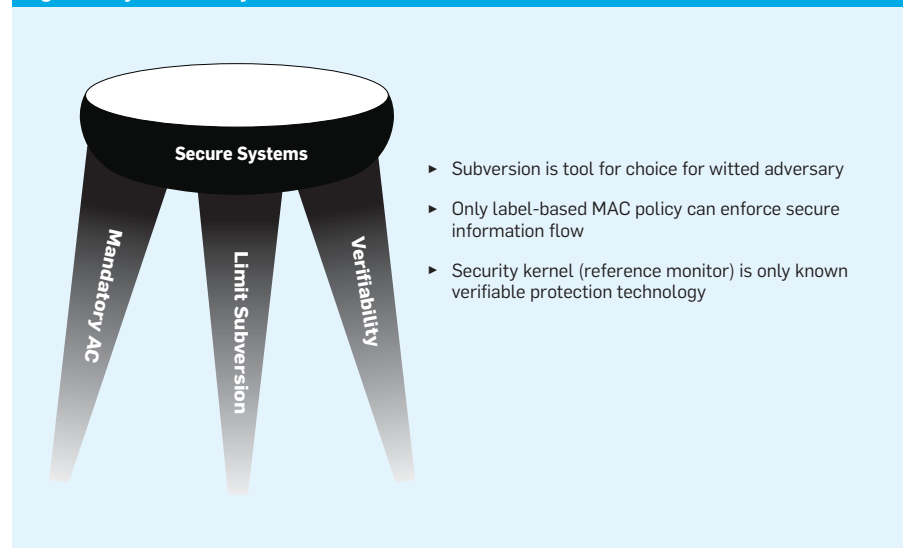 Secure Systems
Mandatory AC
Limit Subversion
Verifiability
► Subversion is tool for choice for witted adversary
► Only label-based MAC policy can enforce secure
information flow
► Security kernel (reference monitor) is only known
verifiable protection technology